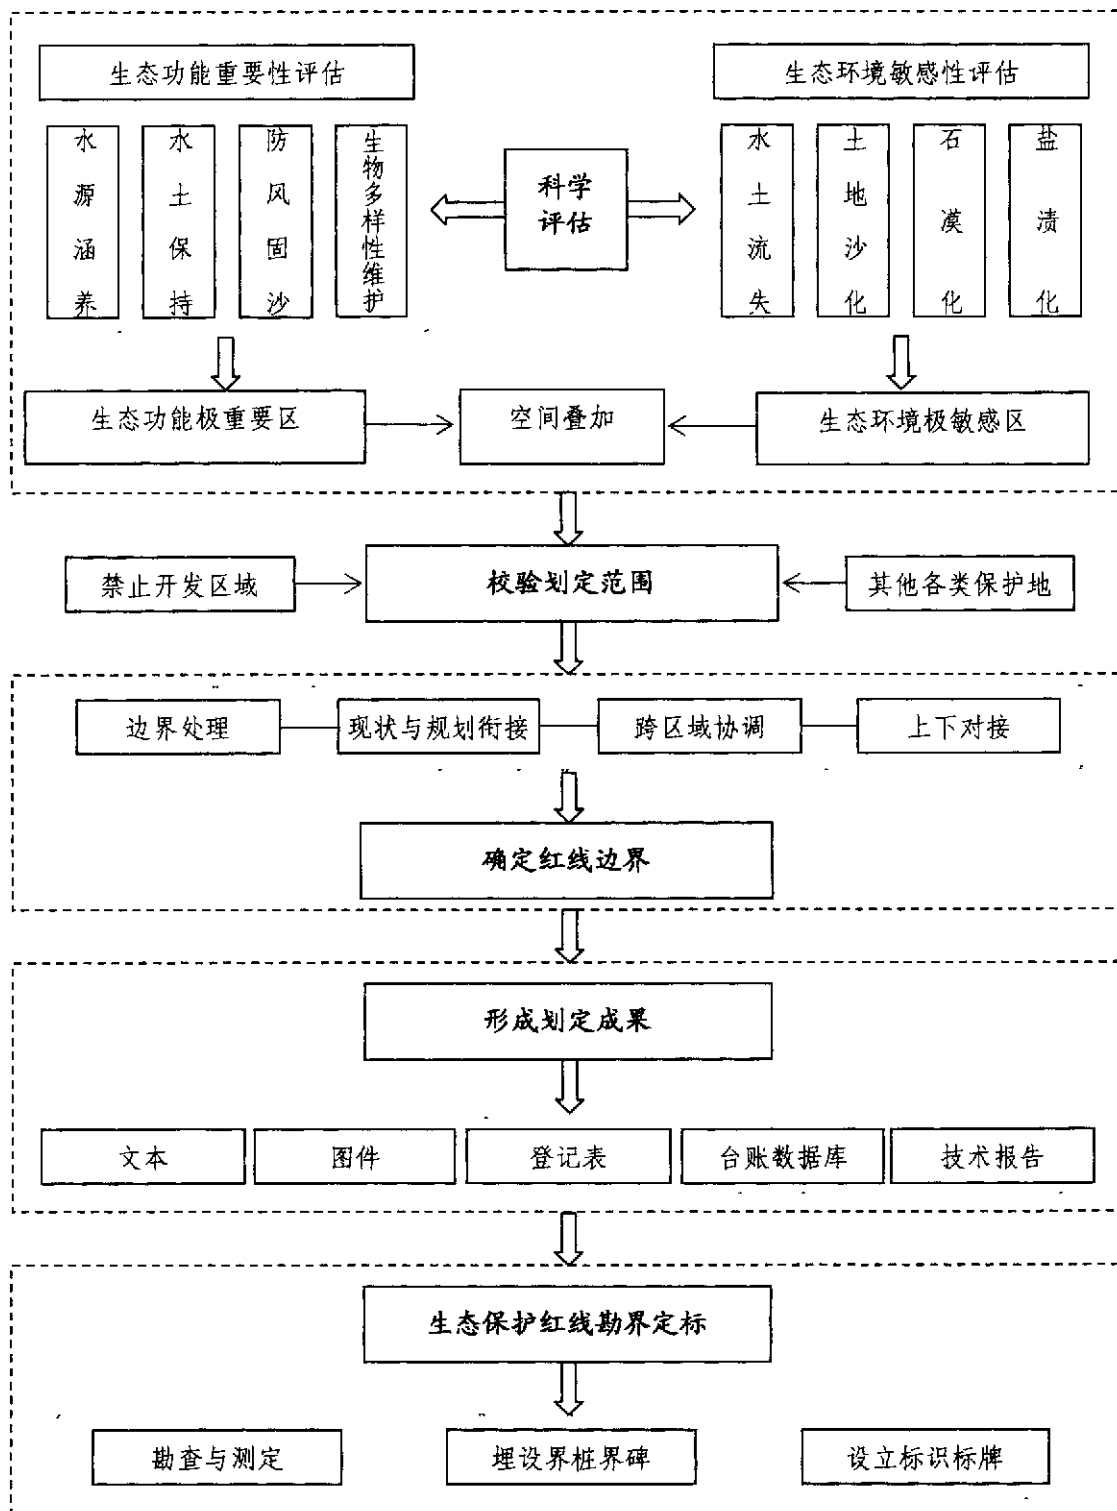 生态功能重要性评估
生态环境敏感性评估
水源涵养
水土保持
防风固沙
生物多样性维护
科学
评估
水土流失
土地沙化
石漠化
盐渍化
生态功能极重要区
空间叠加
生态环境极敏感区
禁止开发区域
校验划定范围
其他各类保护地
边界处理
现状与规划衔接
跨区域协调
上下对接
确定红线边界
形成划定成果
文本
图件
登记表
台账数据库
技术报告
生态保护红线勘界定标
勘查与测定
埋设界桩界碑
设立标识标牌